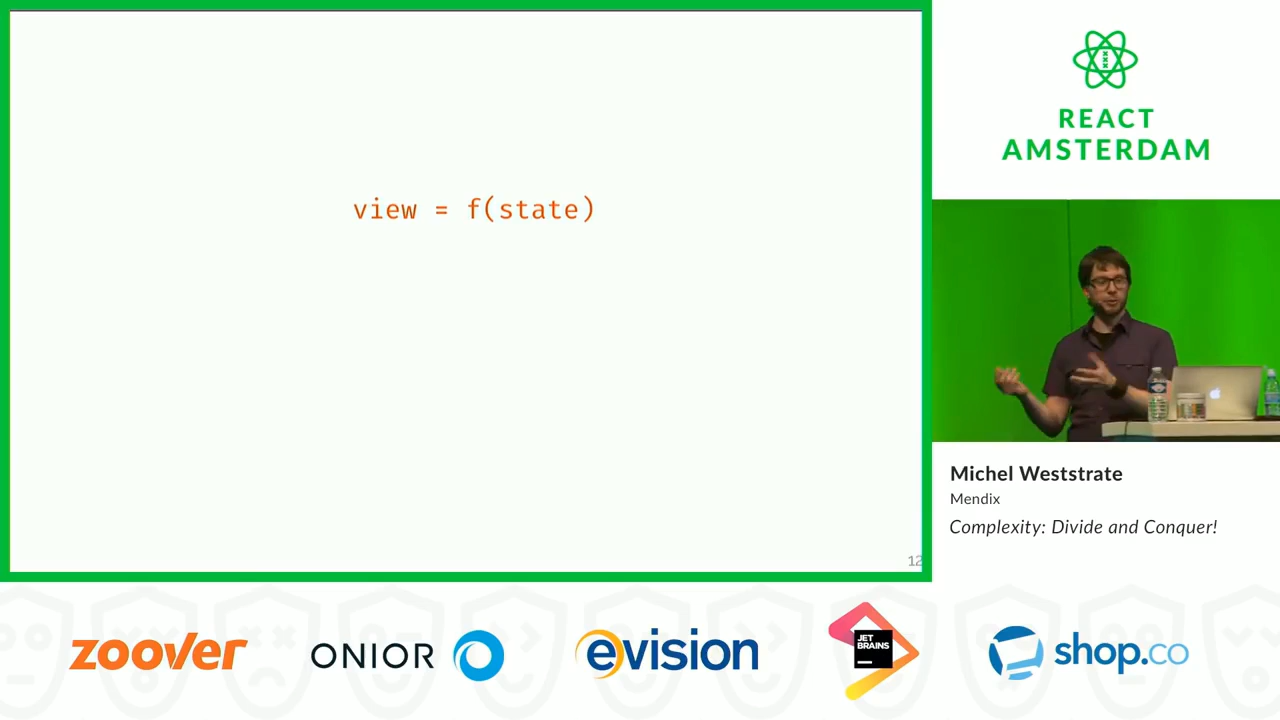 view = f(state)
12
REACT
AMSTERDAM
Michel Weststrate
Mendix
Complexity: Divide and Conquer!
zoover
ONIOR
evision
JET
BRAINS
shop.co